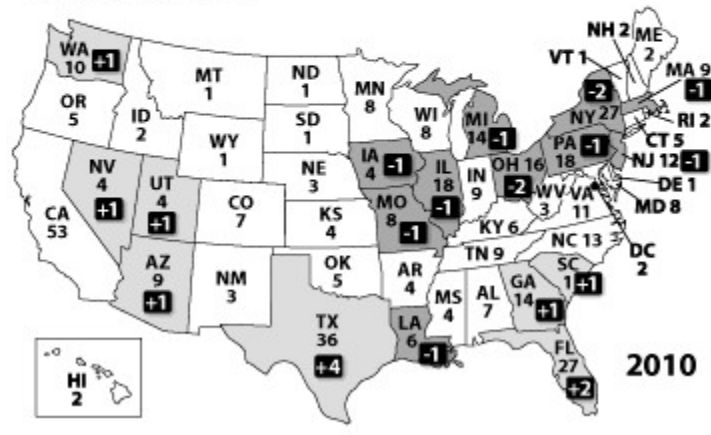 WA
10 +1
OR
5
CA
53
NV
4
+1
ID
2
MT
1
WY
1
UT
4
+1
AZ
9
+1
CO
7
NM
3
ND
1
SD
1
NE
3
KS
4
OK
5
TX
36
+4
MN
8
IA
4 -1
MO
8
-1
AR
4
LA
6
-1
WI
8
IL
18
-1
MI
14 -1
IN
9
OH 16
-2
KY 6
TN 9
MS
4
AL
7
GA
14
+1
FL
27
+2
SC
1 +1
NC 13
VA
11
WV
3
PA -1
18
-2
NY 27
VT 1
NH 2
ME
2
MA 9
-1
RI 2
CT 5
NJ 12 -1
DE 1
MD 8
DC
2
HI
2
2010